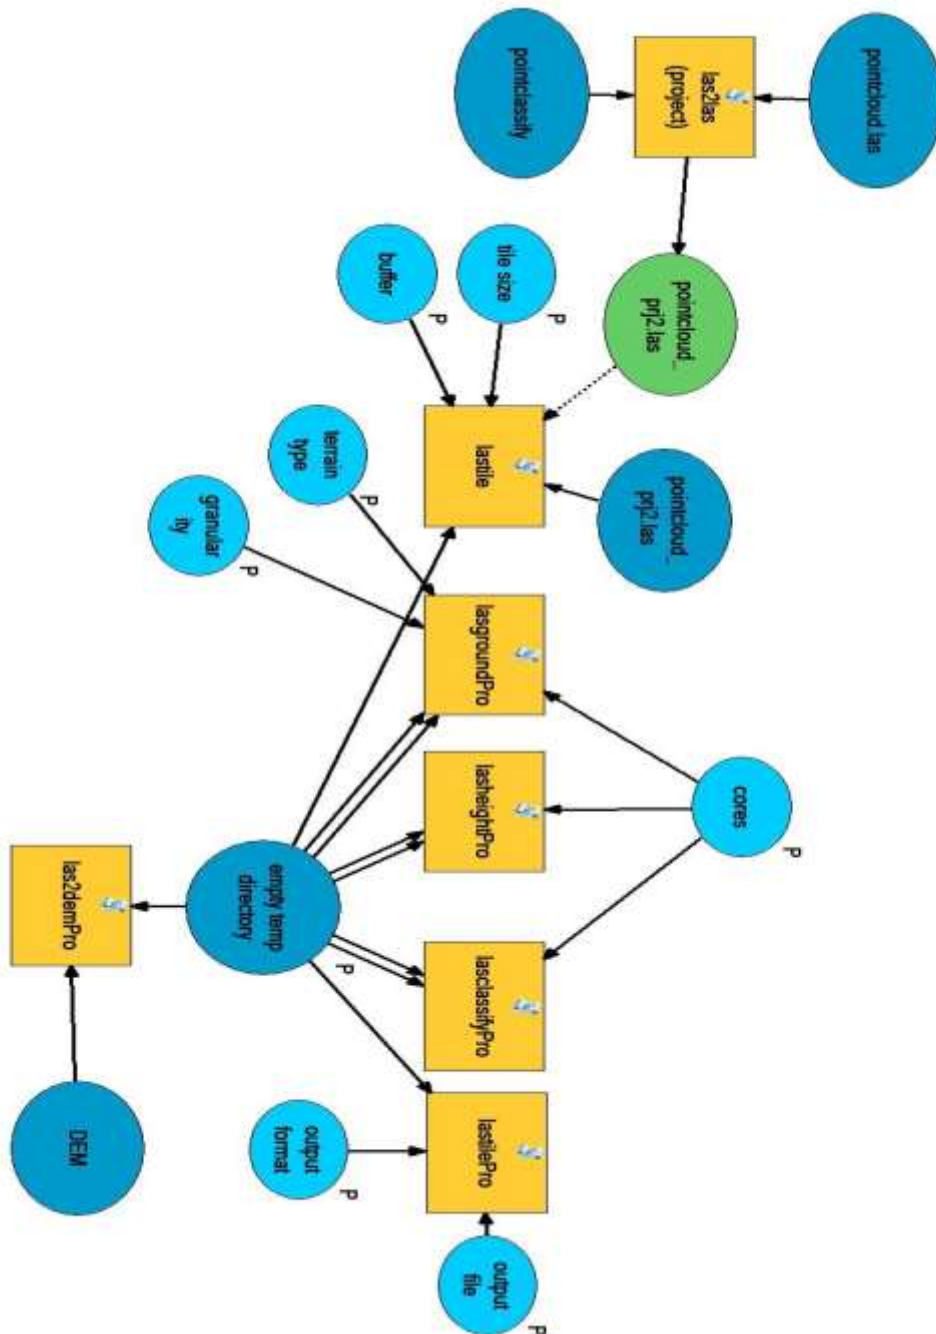 pointcloud.las
las2las
(project)
pointclassify
pointcloud_
prj2.las
pointcloud_
prj2.las
cores
P
tile size
P
buffer
P
lastile
lasgroundPro
lasheightPro
lasclassifyPro
lastilePro
output
file
P
terrain
type
P
granular
ity
P
empty temp
directory
P
output
format
P
las2demPro
DEM